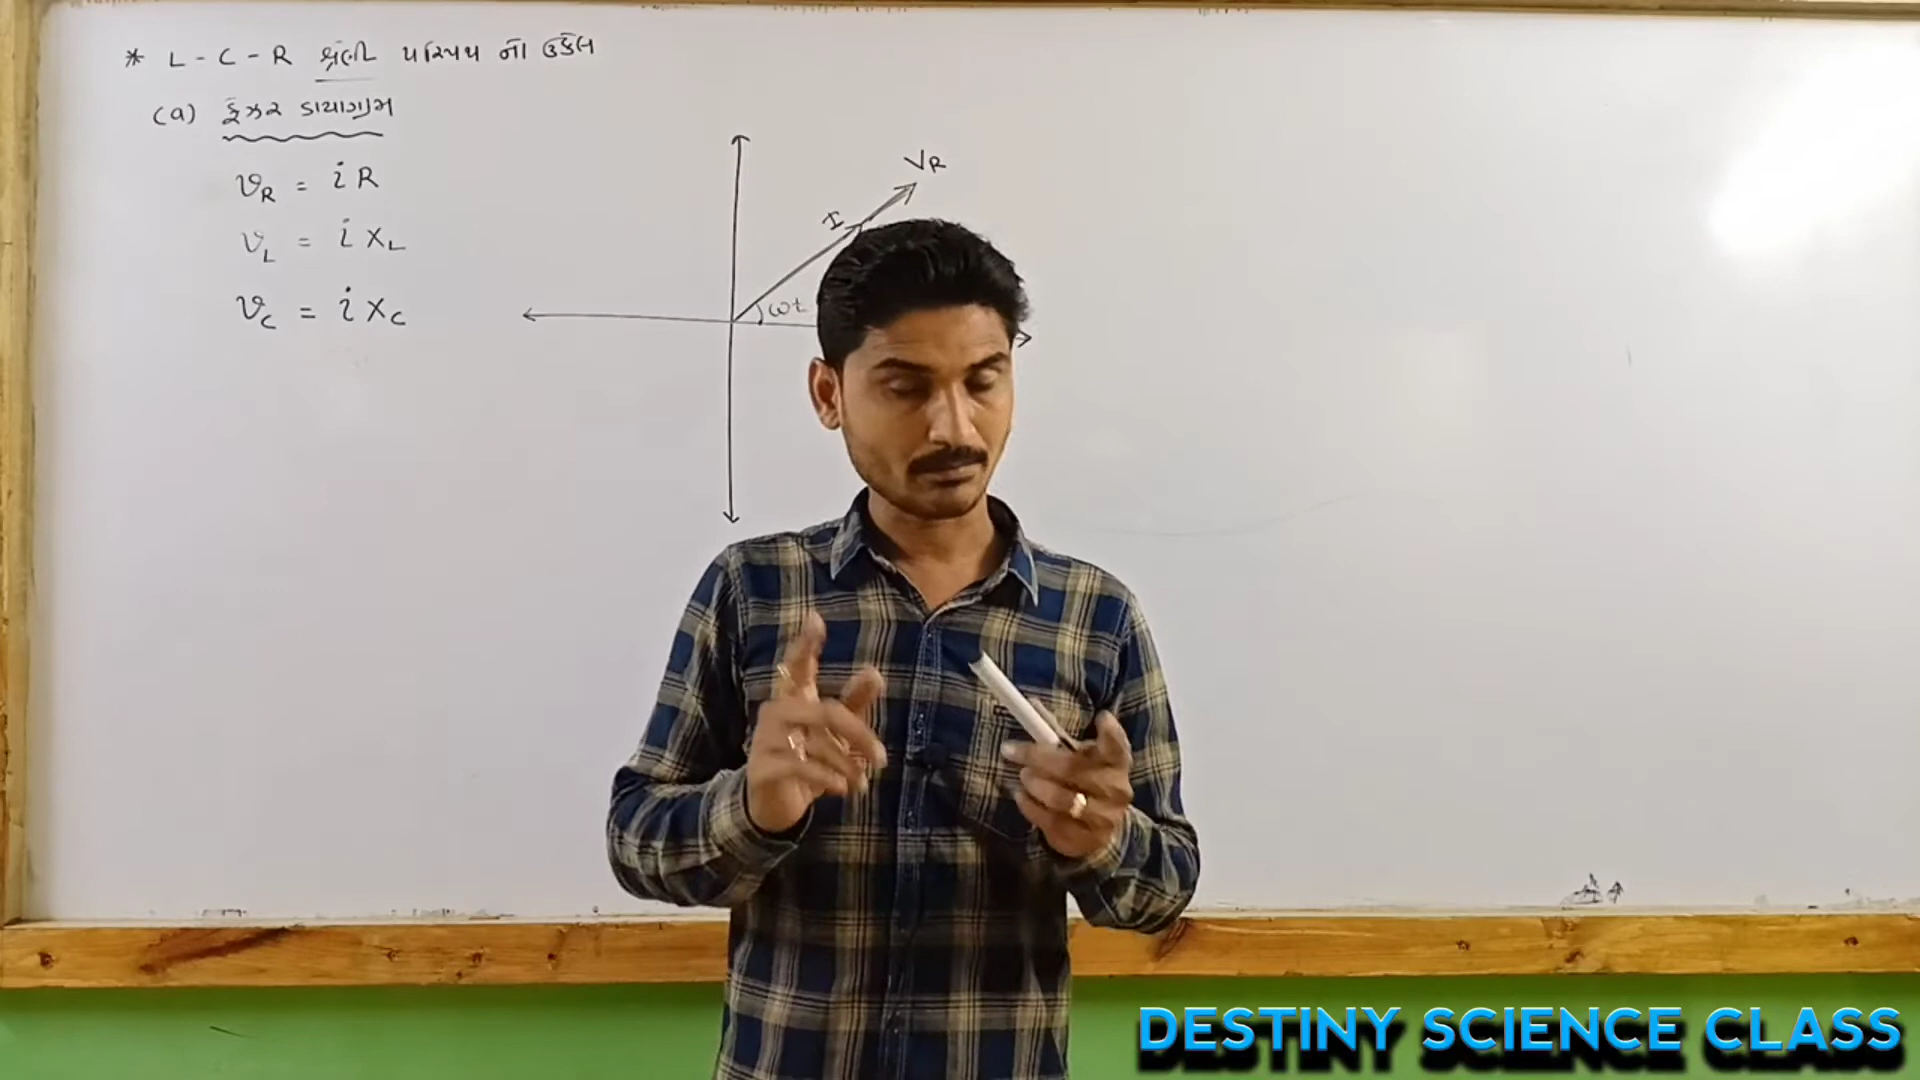 * L - C - R શ્રેણી પરિપથ નો ઉકેલ
(a) ફેઝર ડાયાગ્રામ
VR = i R
VL = i XL
VC = i XC
VR
I
ωt
DESTINY SCIENCE CLASS